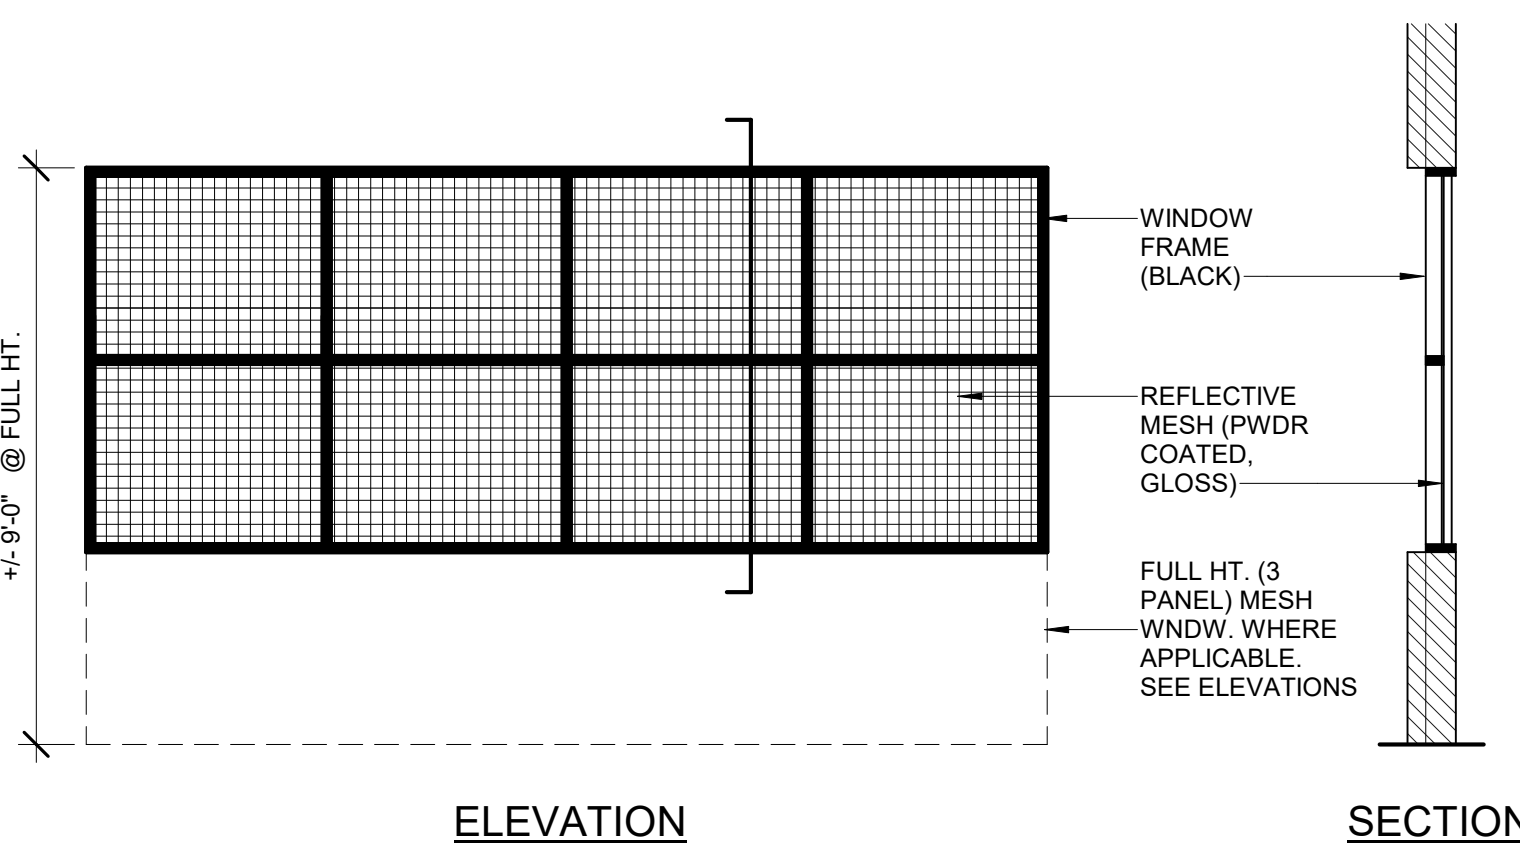 +/- 9'-0" @ FULL HT.
WINDOW
FRAME
(BLACK)
REFLECTIVE
MESH (PWDR
COATED,
GLOSS)
FULL HT. (3
PANEL) MESH
WNDW. WHERE
APPLICABLE.
SEE ELEVATIONS
ELEVATION
SECTION